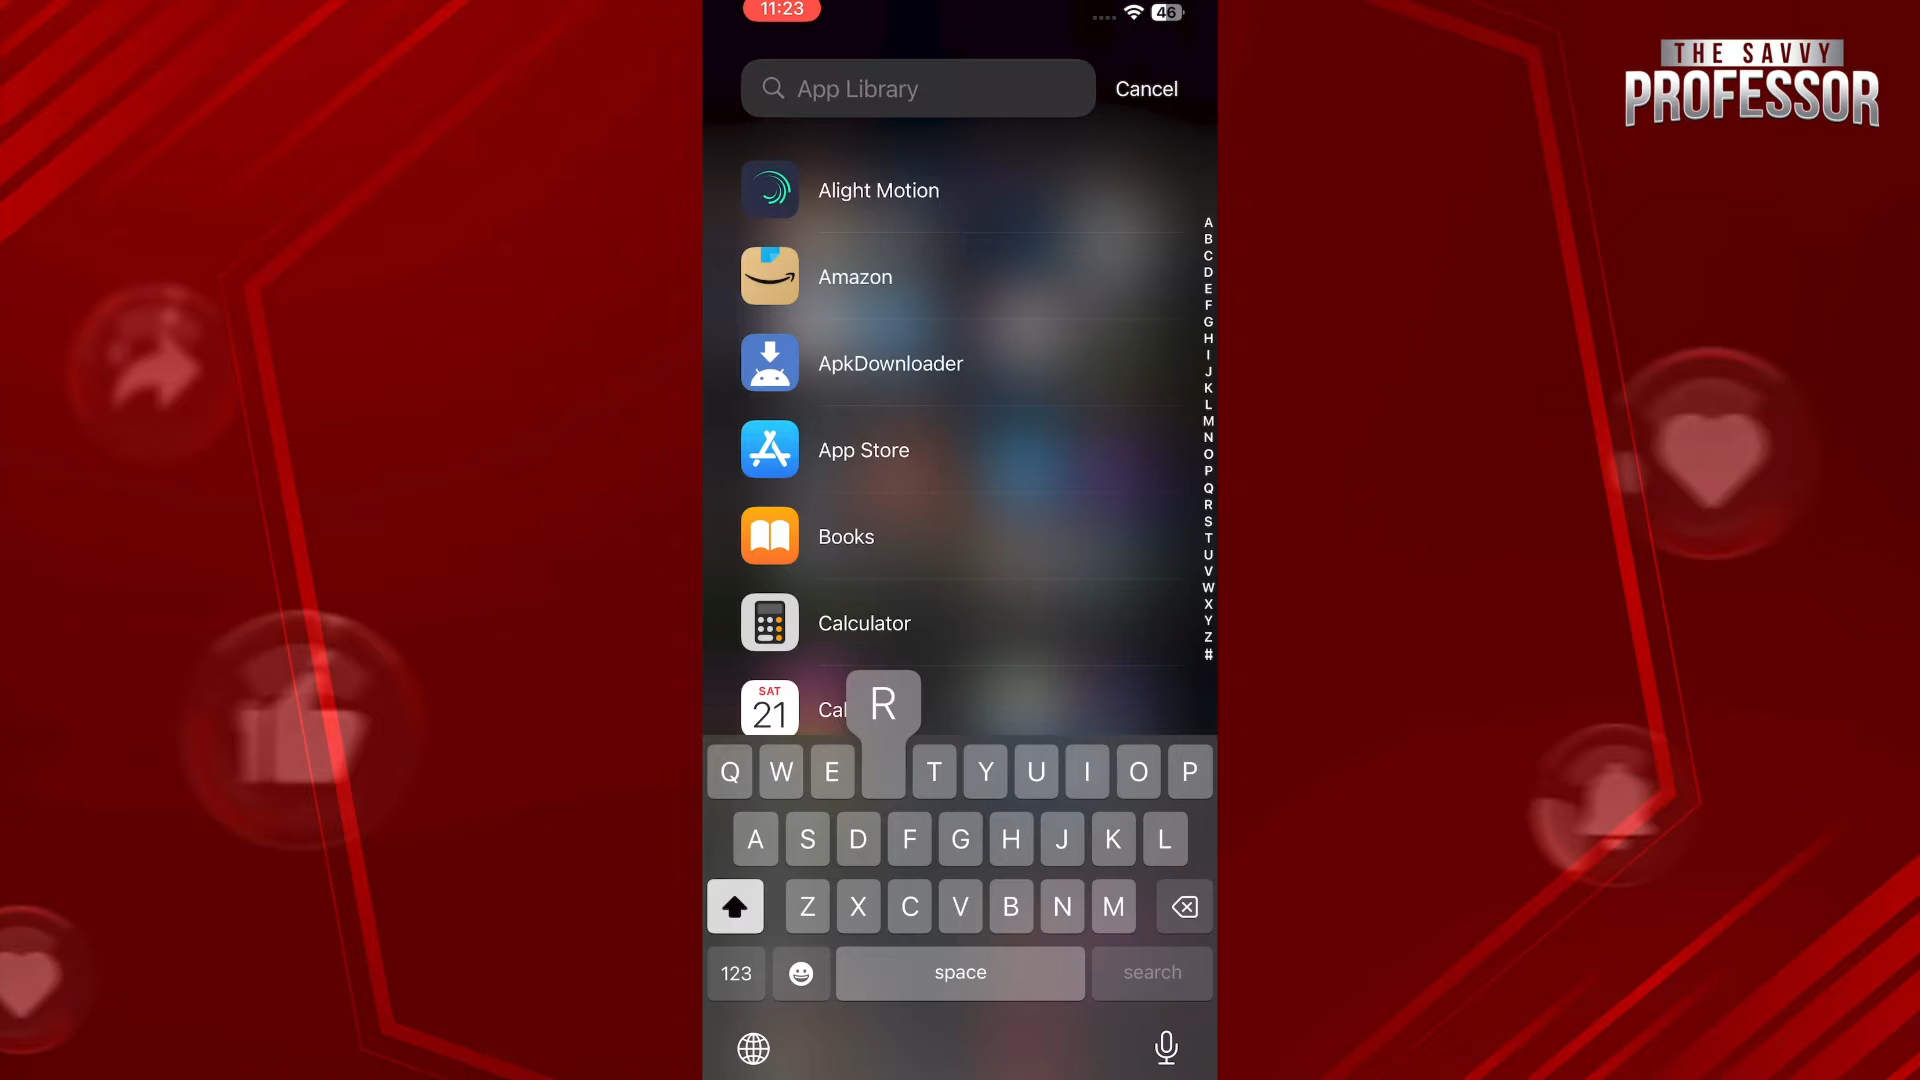 11:23
46
THE SAVVY
PROFESSOR
App Library
Cancel
Alight Motion
Amazon
ApkDownloader
App Store
Books
Calculator
SAT
21
Cal
A
B
C
D
E
F
G
H
I
J
K
L
M
N
O
P
Q
R
S
T
U
V
W
X
Y
Z
#
R
Q W E T Y U I O P
A S D F G H J K L
Z X C V B N M
123
space
search